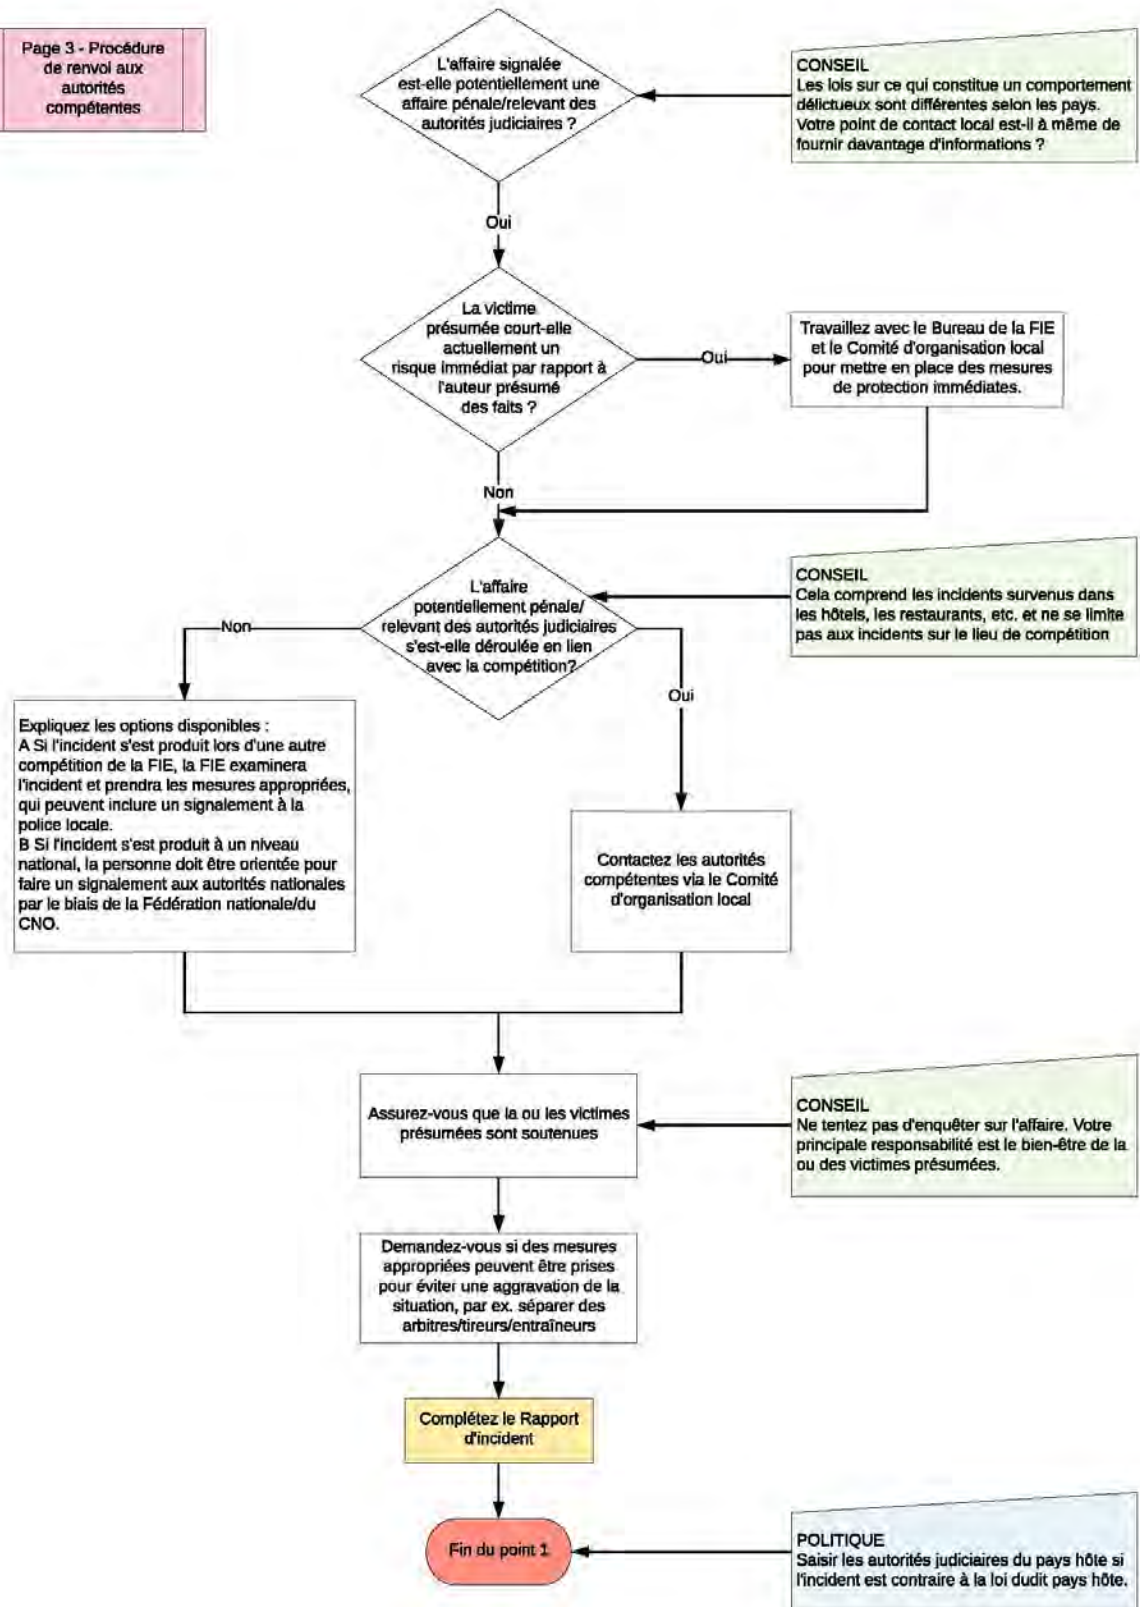 Page 3 - Procédure
de renvoi aux
autorités
compétentes
L'affaire signalée
est-elle potentiellement une
affaire pénale/relevant des
autorités judiciaires ?
CONSEIL
Les lois sur ce qui constitue un comportement
délictueux sont différentes selon les pays.
Votre point de contact local est-il à même de
fournir davantage d'informations ?
Oui
La victime
présumée court-elle
actuellement un
risque immédiat par rapport à
l'auteur présumé
des faits ?
Oui
Travaillez avec le Bureau de la FIE
et le Comité d'organisation local
pour mettre en place des mesures
de protection immédiates.
Non
L'affaire
potentiellement pénale/
relevant des autorités judiciaires
s'est-elle déroulée en lien
avec la compétition?
CONSEIL
Cela comprend les incidents survenus dans
les hôtels, les restaurants, etc. et ne se limite
pas aux incidents sur le lieu de compétition
Non
Oui
Expliquez les options disponibles :
A Si l'incident s'est produit lors d'une autre
compétition de la FIE, la FIE examinera
l'incident et prendra les mesures appropriées,
qui peuvent inclure un signalement à la
police locale.
B Si l'incident s'est produit à un niveau
national, la personne doit être orientée pour
faire un signalement aux autorités nationales
par le biais de la Fédération nationale/du
CNO.
Contactez les autorités
compétentes via le Comité
d'organisation local
Assurez-vous que la ou les victimes
présumées sont soutenues
CONSEIL
Ne tentez pas d'enquêter sur l'affaire. Votre
principale responsabilité est le bien-être de la
ou des victimes présumées.
Demandez-vous si des mesures
appropriées peuvent être prises
pour éviter une aggravation de la
situation, par ex. séparer des
arbitres/tireurs/entraîneurs
Complétez le Rapport
d'incident
Fin du point 1
POLITIQUE
Saisir les autorités judiciaires du pays hôte si
l'incident est contraire à la loi dudit pays hôte.